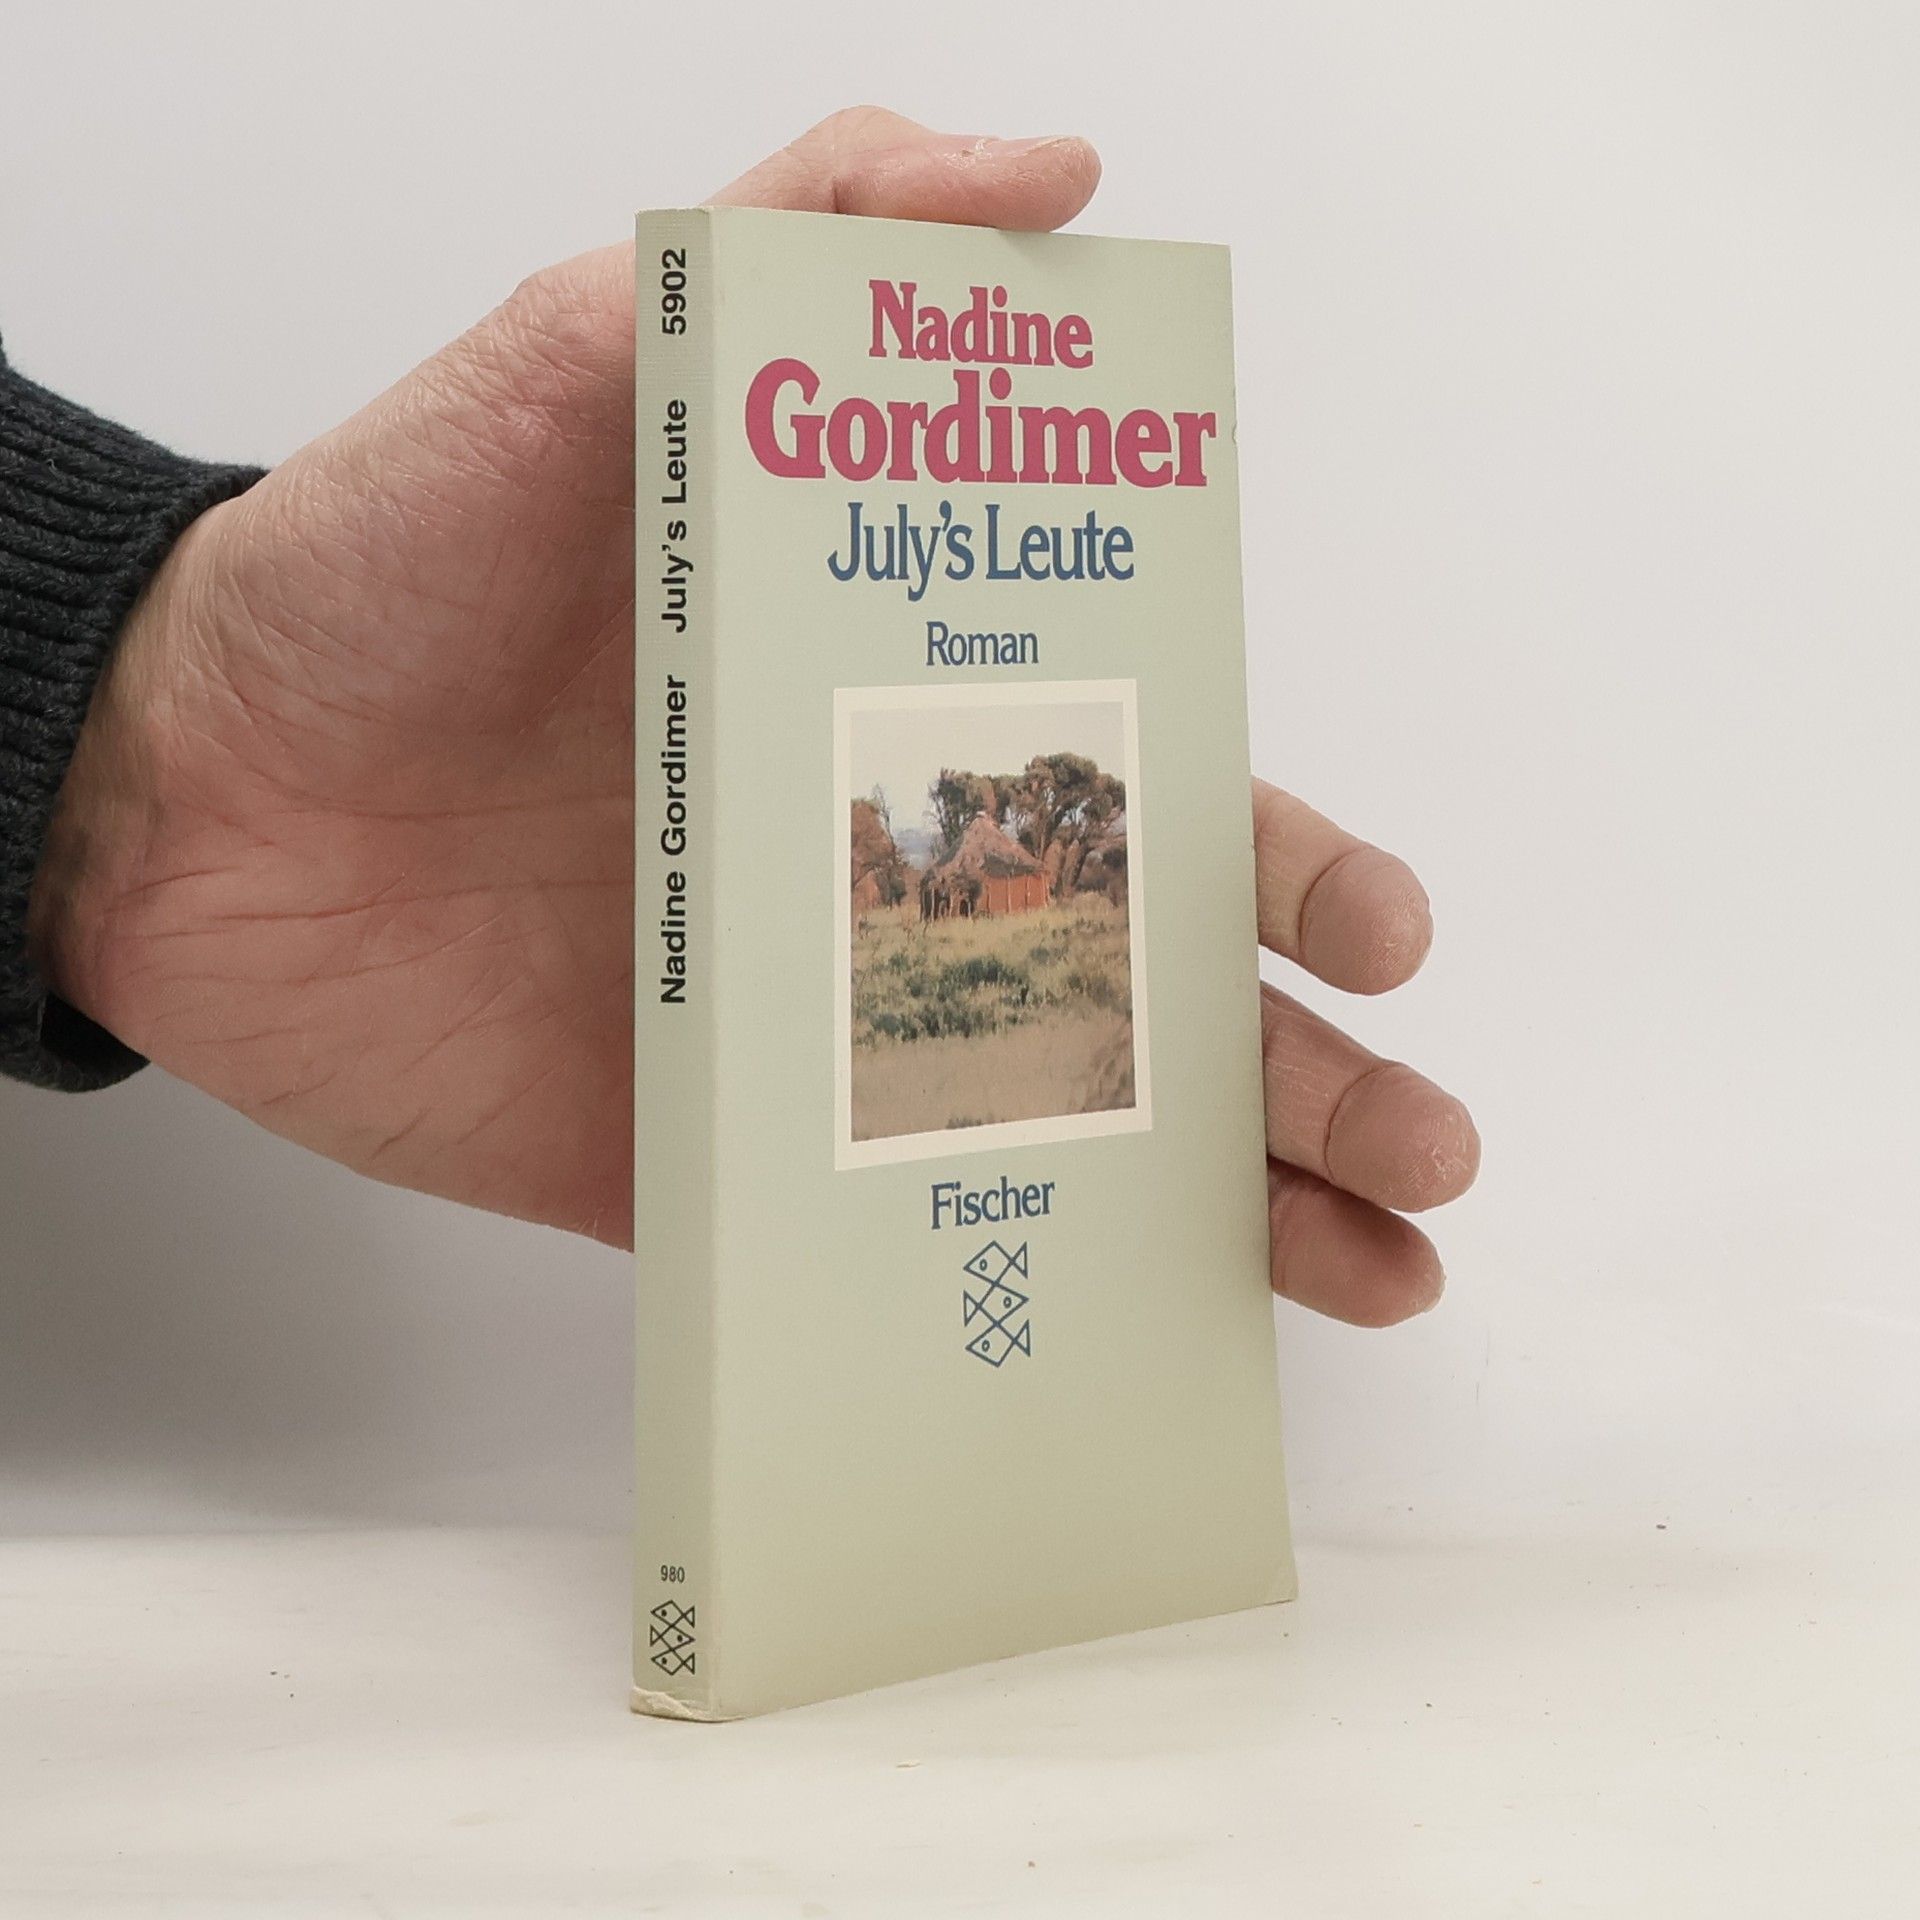 Nadine
Gordimer
July's Leute
Roman
Fischer
Nadine Gordimer July's Leute 5902
980